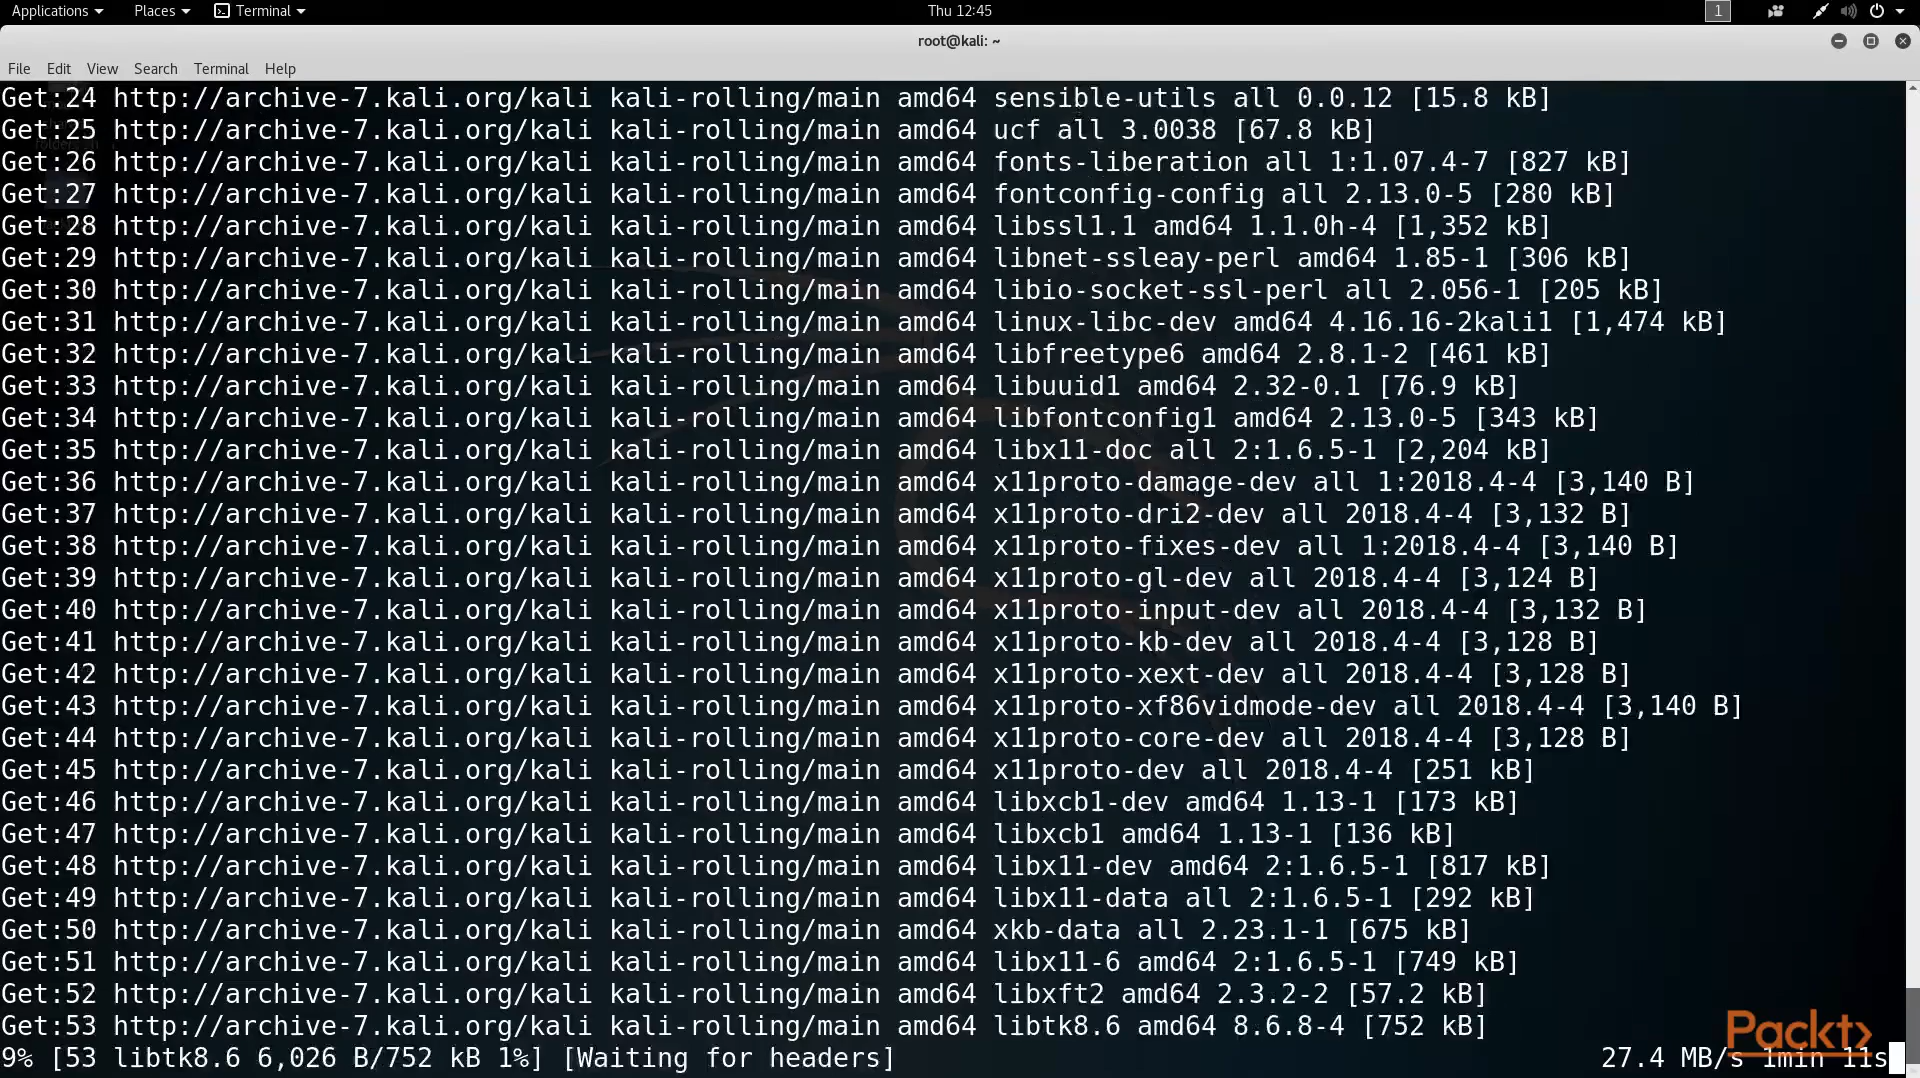 Applications Places Terminal Thu 12:45 1
root@kali: ~
File Edit View Search Terminal Help
Get:24 http://archive-7.kali.org/kali kali-rolling/main amd64 sensible-utils all 0.0.12 [15.8 kB]
Get:25 http://archive-7.kali.org/kali kali-rolling/main amd64 ucf all 3.0038 [67.8 kB]
Get:26 http://archive-7.kali.org/kali kali-rolling/main amd64 fonts-liberation all 1:1.07.4-7 [827 kB]
Get:27 http://archive-7.kali.org/kali kali-rolling/main amd64 fontconfig-config all 2.13.0-5 [280 kB]
Get:28 http://archive-7.kali.org/kali kali-rolling/main amd64 libssl1.1 amd64 1.1.0h-4 [1,352 kB]
Get:29 http://archive-7.kali.org/kali kali-rolling/main amd64 libnet-ssleay-perl amd64 1.85-1 [306 kB]
Get:30 http://archive-7.kali.org/kali kali-rolling/main amd64 libio-socket-ssl-perl all 2.056-1 [205 kB]
Get:31 http://archive-7.kali.org/kali kali-rolling/main amd64 linux-libc-dev amd64 4.16.16-2kali1 [1,474 kB]
Get:32 http://archive-7.kali.org/kali kali-rolling/main amd64 libfreetype6 amd64 2.8.1-2 [461 kB]
Get:33 http://archive-7.kali.org/kali kali-rolling/main amd64 libuuid1 amd64 2.32-0.1 [76.9 kB]
Get:34 http://archive-7.kali.org/kali kali-rolling/main amd64 libfontconfig1 amd64 2.13.0-5 [343 kB]
Get:35 http://archive-7.kali.org/kali kali-rolling/main amd64 libx11-doc all 2:1.6.5-1 [2,204 kB]
Get:36 http://archive-7.kali.org/kali kali-rolling/main amd64 x11proto-damage-dev all 1:2018.4-4 [3,140 B]
Get:37 http://archive-7.kali.org/kali kali-rolling/main amd64 x11proto-dri2-dev all 2018.4-4 [3,132 B]
Get:38 http://archive-7.kali.org/kali kali-rolling/main amd64 x11proto-fixes-dev all 1:2018.4-4 [3,140 B]
Get:39 http://archive-7.kali.org/kali kali-rolling/main amd64 x11proto-gl-dev all 2018.4-4 [3,124 B]
Get:40 http://archive-7.kali.org/kali kali-rolling/main amd64 x11proto-input-dev all 2018.4-4 [3,132 B]
Get:41 http://archive-7.kali.org/kali kali-rolling/main amd64 x11proto-kb-dev all 2018.4-4 [3,128 B]
Get:42 http://archive-7.kali.org/kali kali-rolling/main amd64 x11proto-xext-dev all 2018.4-4 [3,128 B]
Get:43 http://archive-7.kali.org/kali kali-rolling/main amd64 x11proto-xf86vidmode-dev all 2018.4-4 [3,140 B]
Get:44 http://archive-7.kali.org/kali kali-rolling/main amd64 x11proto-core-dev all 2018.4-4 [3,128 B]
Get:45 http://archive-7.kali.org/kali kali-rolling/main amd64 x11proto-dev all 2018.4-4 [251 kB]
Get:46 http://archive-7.kali.org/kali kali-rolling/main amd64 libxcb1-dev amd64 1.13-1 [173 kB]
Get:47 http://archive-7.kali.org/kali kali-rolling/main amd64 libxcb1 amd64 1.13-1 [136 kB]
Get:48 http://archive-7.kali.org/kali kali-rolling/main amd64 libx11-dev amd64 2:1.6.5-1 [817 kB]
Get:49 http://archive-7.kali.org/kali kali-rolling/main amd64 libx11-data all 2:1.6.5-1 [292 kB]
Get:50 http://archive-7.kali.org/kali kali-rolling/main amd64 xkb-data all 2.23.1-1 [675 kB]
Get:51 http://archive-7.kali.org/kali kali-rolling/main amd64 libx11-6 amd64 2:1.6.5-1 [749 kB]
Get:52 http://archive-7.kali.org/kali kali-rolling/main amd64 libxft2 amd64 2.3.2-2 [57.2 kB]
Get:53 http://archive-7.kali.org/kali kali-rolling/main amd64 libtk8.6 amd64 8.6.8-4 [752 kB]
Packt>
9% [53 libtk8.6 6,026 B/752 kB 1%] [Waiting for headers] 27.4 MB/s 1min 11s